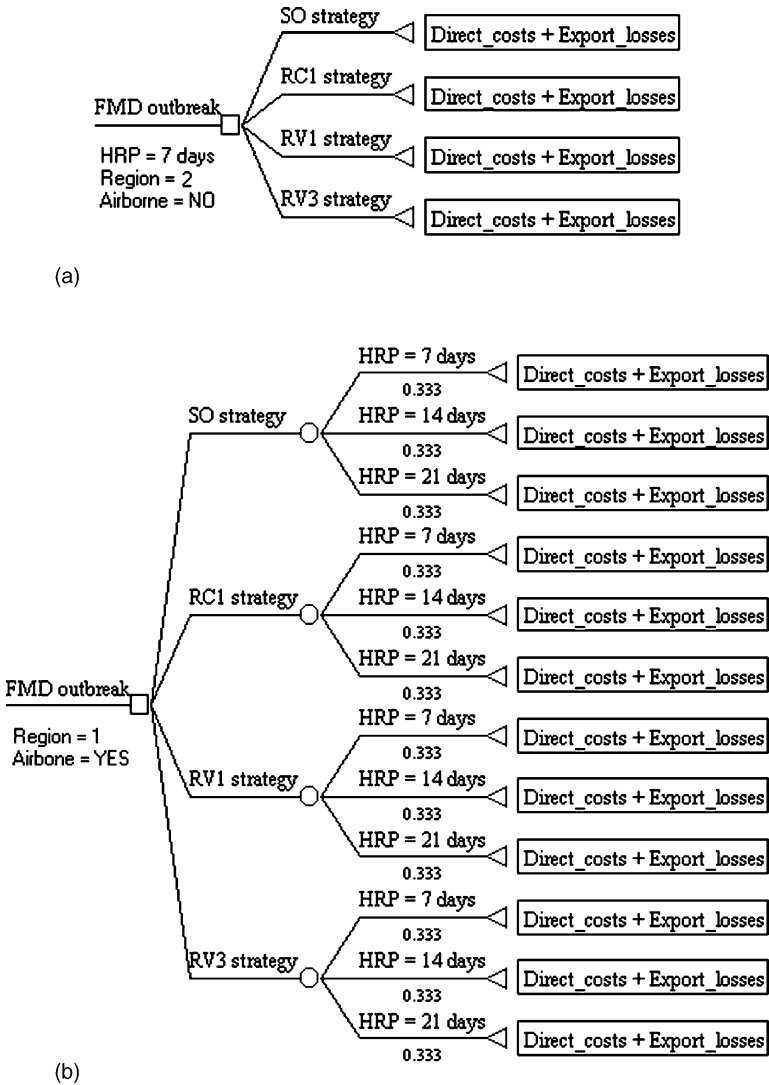 SO strategy
Direct_costs + Export_losses
RC1 strategy
Direct_costs + Export_losses
FMD outbreak
HRP = 7 days
Region = 2
Airborne = NO
RV1 strategy
Direct_costs + Export_losses
RV3 strategy
Direct_costs + Export_losses
(a)
SO strategy
HRP = 7 days
0.333
Direct_costs + Export_losses
HRP = 14 days
0.333
Direct_costs + Export_losses
HRP = 21 days
0.333
Direct_costs + Export_losses
RC1 strategy
HRP = 7 days
0.333
Direct_costs + Export_losses
HRP = 14 days
0.333
Direct_costs + Export_losses
HRP = 21 days
0.333
Direct_costs + Export_losses
FMD outbreak
Region = 1
Airbone = YES
RV1 strategy
HRP = 7 days
0.333
Direct_costs + Export_losses
HRP = 14 days
0.333
Direct_costs + Export_losses
HRP = 21 days
0.333
Direct_costs + Export_losses
RV3 strategy
HRP = 7 days
0.333
Direct_costs + Export_losses
HRP = 14 days
0.333
Direct_costs + Export_losses
HRP = 21 days
0.333
Direct_costs + Export_losses
(b)